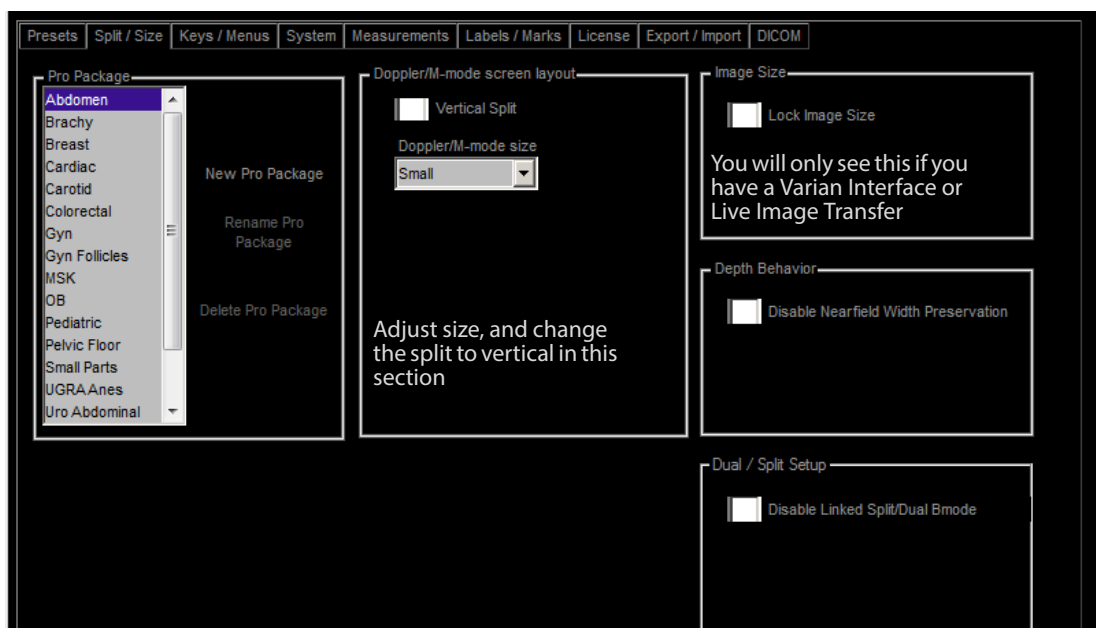 Presets Split / Size Keys / Menus System Measurements Labels / Marks License Export / Import DICOM
Pro Package
Abdomen
Brachy
Breast
Cardiac
Carotid
Colorectal
Gyn
Gyn Follicles
MSK
OB
Pediatric
Pelvic Floor
Small Parts
UGRA Anes
Uro Abdominal
New Pro Package
Rename Pro
Package
Delete Pro Package
Doppler/M-mode screen layout
Vertical Split
Doppler/M-mode size
Small
Adjust size, and change
the split to vertical in this
section
Image Size
Lock Image Size
You will only see this if you
have a Varian Interface or
Live Image Transfer
Depth Behavior
Disable Nearfield Width Preservation
Dual / Split Setup
Disable Linked Split/Dual Bmode